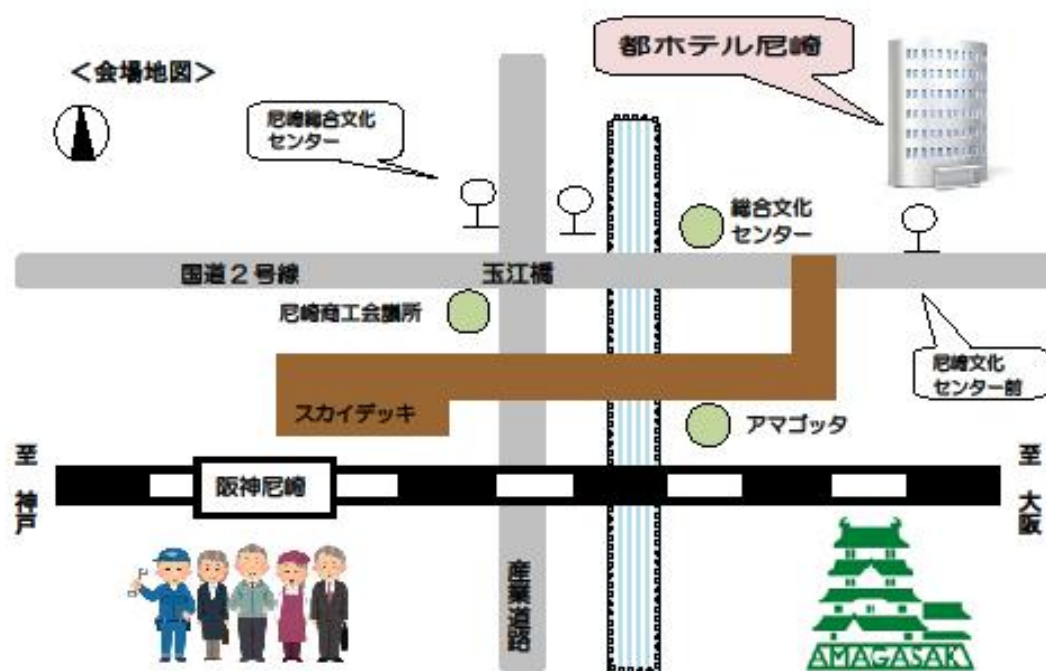 都ホテル尼崎
＜会場地図＞
尼崎総合文化
センター
総合文化
センター
国道２号線
玉江橋
尼崎商工会議所
尼崎文化
センター前
スカイデッキ
アマゴッタ
至 神戸
阪神尼崎
至 大阪
産業道路
AMAGASAKI